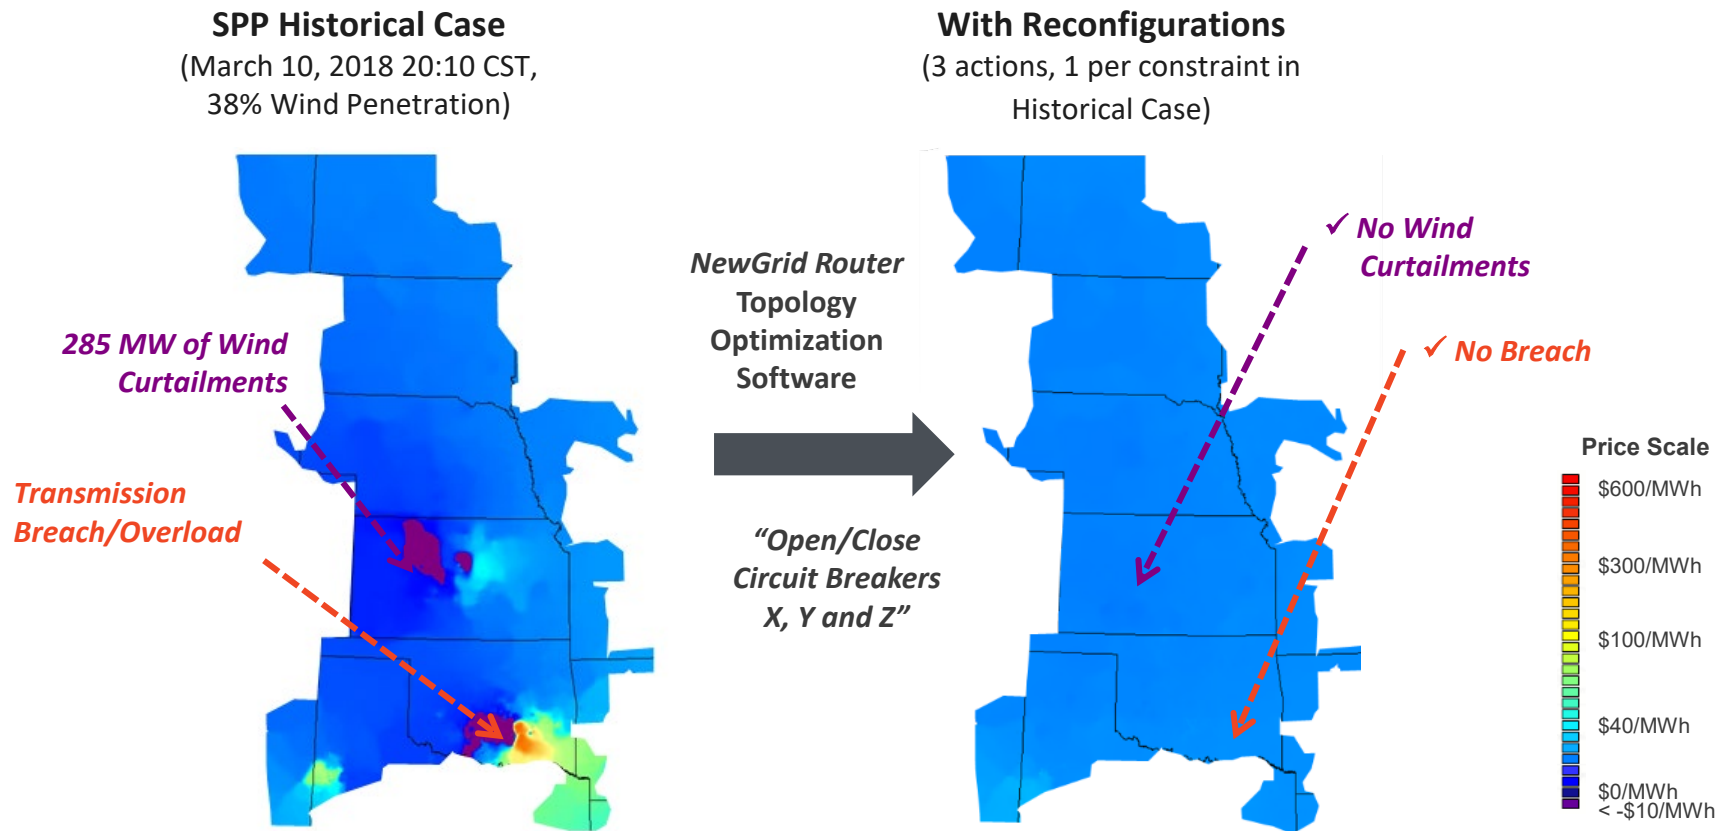 SPP Historical Case
(March 10, 2018 20:10 CST,
38% Wind Penetration)
With Reconfigurations
(3 actions, 1 per constraint in
Historical Case)
285 MW of Wind
Curtailments
Transmission
Breach/Overload
NewGrid Router
Topology
Optimization
Software
“Open/Close
Circuit Breakers
X, Y and Z”
✓ No Wind
Curtailments
✓ No Breach
Price Scale
$600/MWh
$300/MWh
$100/MWh
$40/MWh
$0/MWh
< -$10/MWh